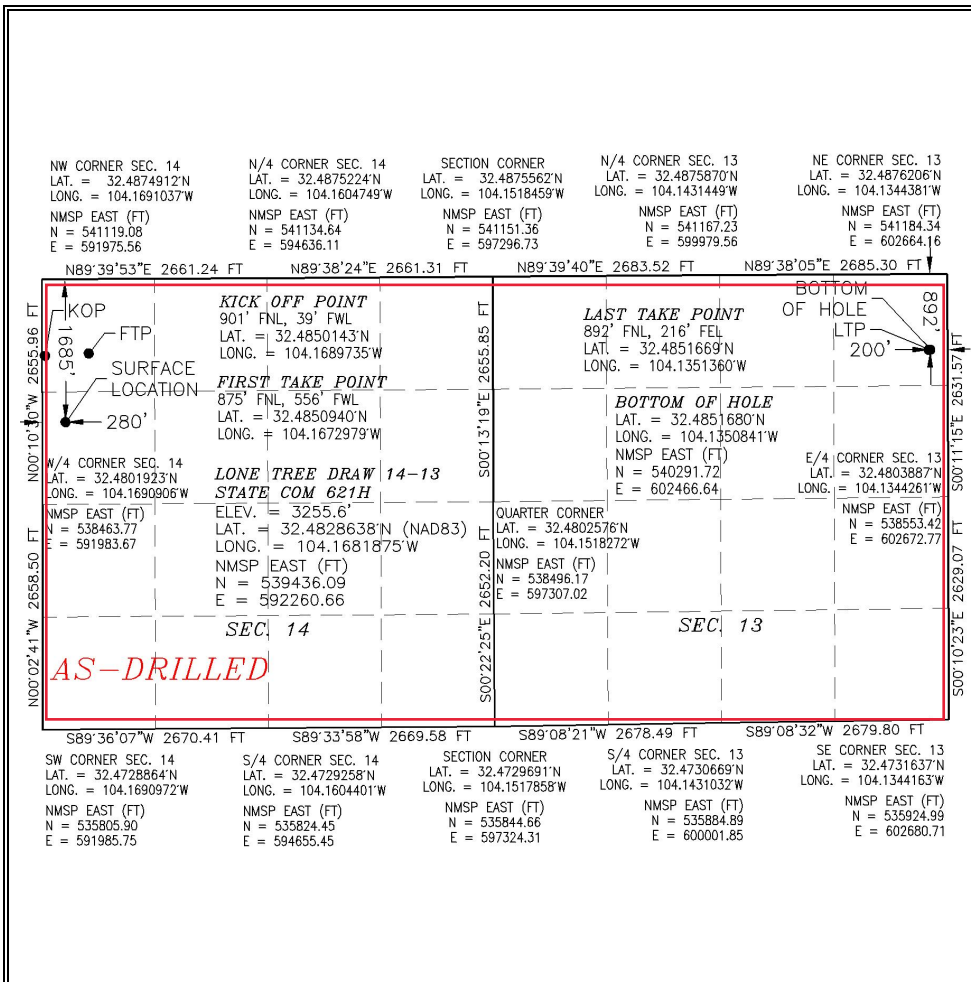 NW CORNER SEC. 14
LAT. = 32.4874912°N
LONG. = 104.1691037°W
NMSP EAST (FT)
N = 541119.08
E = 591975.56
N/4 CORNER SEC. 14
LAT. = 32.4875224°N
LONG. = 104.1604749°W
NMSP EAST (FT)
N = 541134.64
E = 594636.11
SECTION CORNER
LAT. = 32.4875562°N
LONG. = 104.1518459°W
NMSP EAST (FT)
N = 541151.36
E = 597296.73
N/4 CORNER SEC. 13
LAT. = 32.4875870°N
LONG. = 104.1431449°W
NMSP EAST (FT)
N = 541167.23
E = 599979.56
NE CORNER SEC. 13
LAT. = 32.4876206°N
LONG. = 104.1344381°W
NMSP EAST (FT)
N = 541184.34
E = 602664.16
N89°39'53"E 2661.24 FT
N89°38'24"E 2661.31 FT
N89°39'40"E 2683.52 FT
N89°38'05"E 2685.30 FT
N00°10'30"W 2655.96 FT
KOP
FTP
1685'
SURFACE
LOCATION
280'
KICK OFF POINT
901' FNL, 39' FWL
LAT. = 32.4850143°N
LONG. = 104.1689735°W
FIRST TAKE POINT
875' FNL, 556' FWL
LAT. = 32.4850940°N
LONG. = 104.1672979°W
S00°13'19"E 2655.85 FT
LAST TAKE POINT
892' FNL, 216' FEL
LAT. = 32.4851669°N
LONG. = 104.1351360°W
BOTTOM
OF HOLE
LTP
200'
892'
S00°11'15"E 2631.57 FT
BOTTOM OF HOLE
LAT. = 32.4851680°N
LONG. = 104.1350841°W
NMSP EAST (FT)
N = 540291.72
E = 602466.64
W/4 CORNER SEC. 14
LAT. = 32.4801923°N
LONG. = 104.1690906°W
NMSP EAST (FT)
N = 538463.77
E = 591983.67
LONE TREE DRAW 14-13
STATE COM 621H
ELEV. = 3255.6'
LAT. = 32.4828638°N (NAD83)
LONG. = 104.1681875°W
NMSP EAST (FT)
N = 539436.09
E = 592260.66
QUARTER CORNER
LAT. = 32.4802576°N
LONG. = 104.1518272°W
NMSP EAST (FT)
N = 538496.17
E = 597307.02
E/4 CORNER SEC. 13
LAT. = 32.4803887°N
LONG. = 104.1344261°W
NMSP EAST (FT)
N = 538553.42
E = 602672.77
N00°02'41"W 2658.50 FT
S00°22'25"E 2652.20 FT
S00°10'23"E 2629.07 FT
SEC. 14
SEC. 13
AS-DRILLED
S89°36'07"W 2670.41 FT
S89°33'58"W 2669.58 FT
S89°08'21"W 2678.49 FT
S89°08'32"W 2679.80 FT
SW CORNER SEC. 14
LAT. = 32.4728864°N
LONG. = 104.1690972°W
NMSP EAST (FT)
N = 535805.90
E = 591985.75
S/4 CORNER SEC. 14
LAT. = 32.4729258°N
LONG. = 104.1604401°W
NMSP EAST (FT)
N = 535824.45
E = 594655.45
SECTION CORNER
LAT. = 32.4729691°N
LONG. = 104.1517858°W
NMSP EAST (FT)
N = 535844.66
E = 597324.31
S/4 CORNER SEC. 13
LAT. = 32.4730669°N
LONG. = 104.1431032°W
NMSP EAST (FT)
N = 535884.89
E = 600001.85
SE CORNER SEC. 13
LAT. = 32.4731637°N
LONG. = 104.1344163°W
NMSP EAST (FT)
N = 535924.99
E = 602680.71